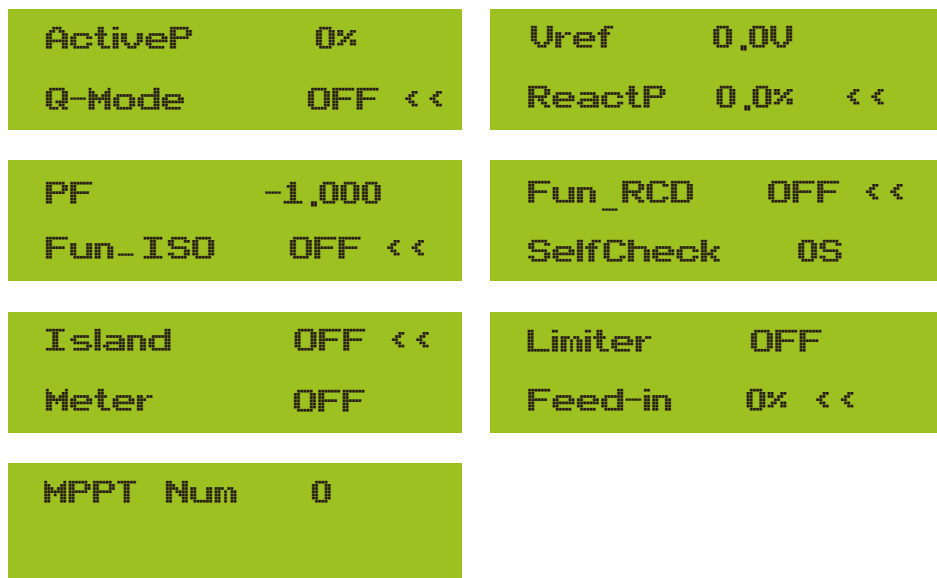 ActiveP 0%
Q-Mode OFF <<
Vref 0.0V
ReactP 0.0% <<
PF -1.000
Fun-ISO OFF <<
Fun_RCD OFF <<
SelfCheck 0S
Island OFF <<
Meter OFF
Limiter OFF
Feed-in 0% <<
MPPT Num 0